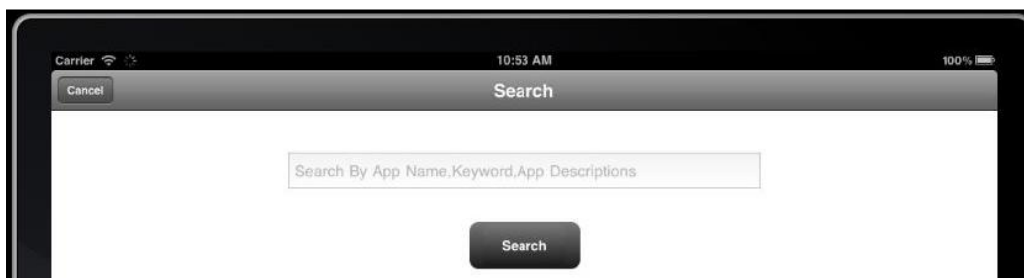 Carrier 10:53 AM 100%
Cancel Search
Search By App Name,Keyword,App Descriptions
Search